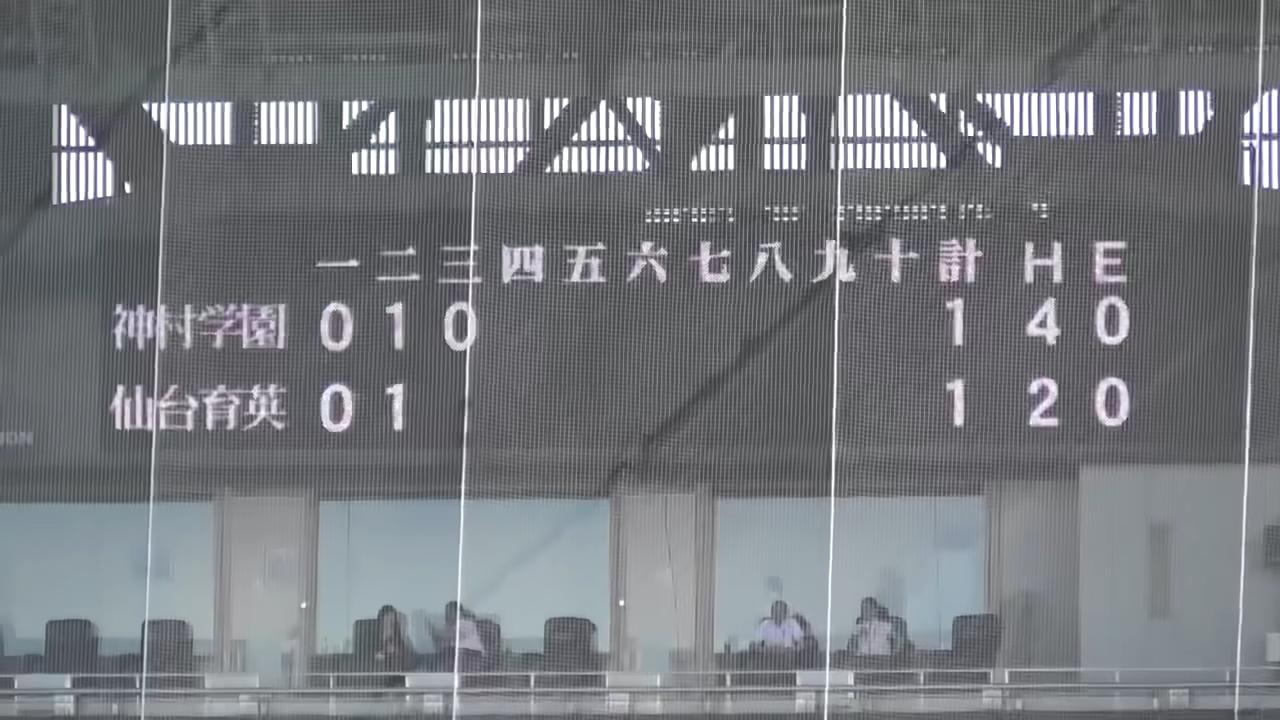 一 二 三 四 五 六 七 八 九 十 計 H E
神村学園 0 1 0 1 4 0
仙台育英 0 1 1 2 0